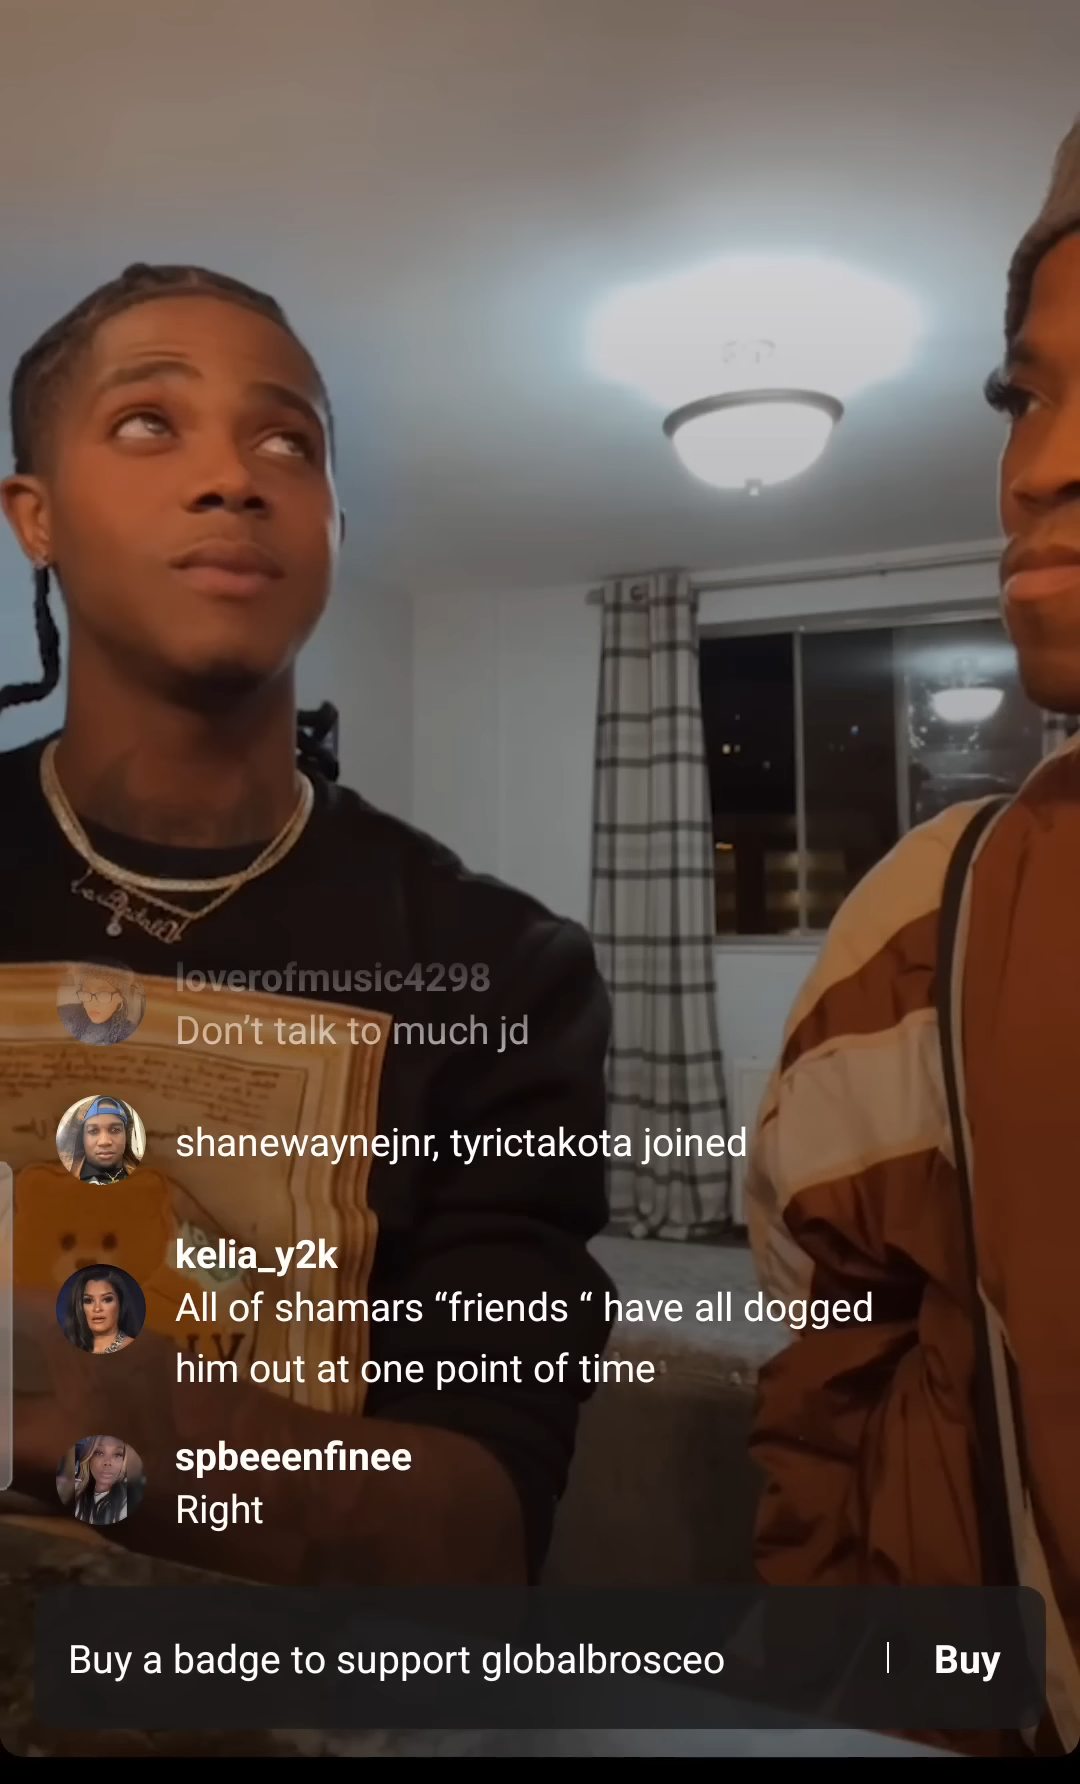 loverofmusic4298
Don’t talk to much jd
shanewaynejnr, tyrictakota joined
kelia_y2k
All of shamars “friends “ have all dogged
him out at one point of time
spbeeenfinee
Right
Buy a badge to support globalbrosceo
Buy